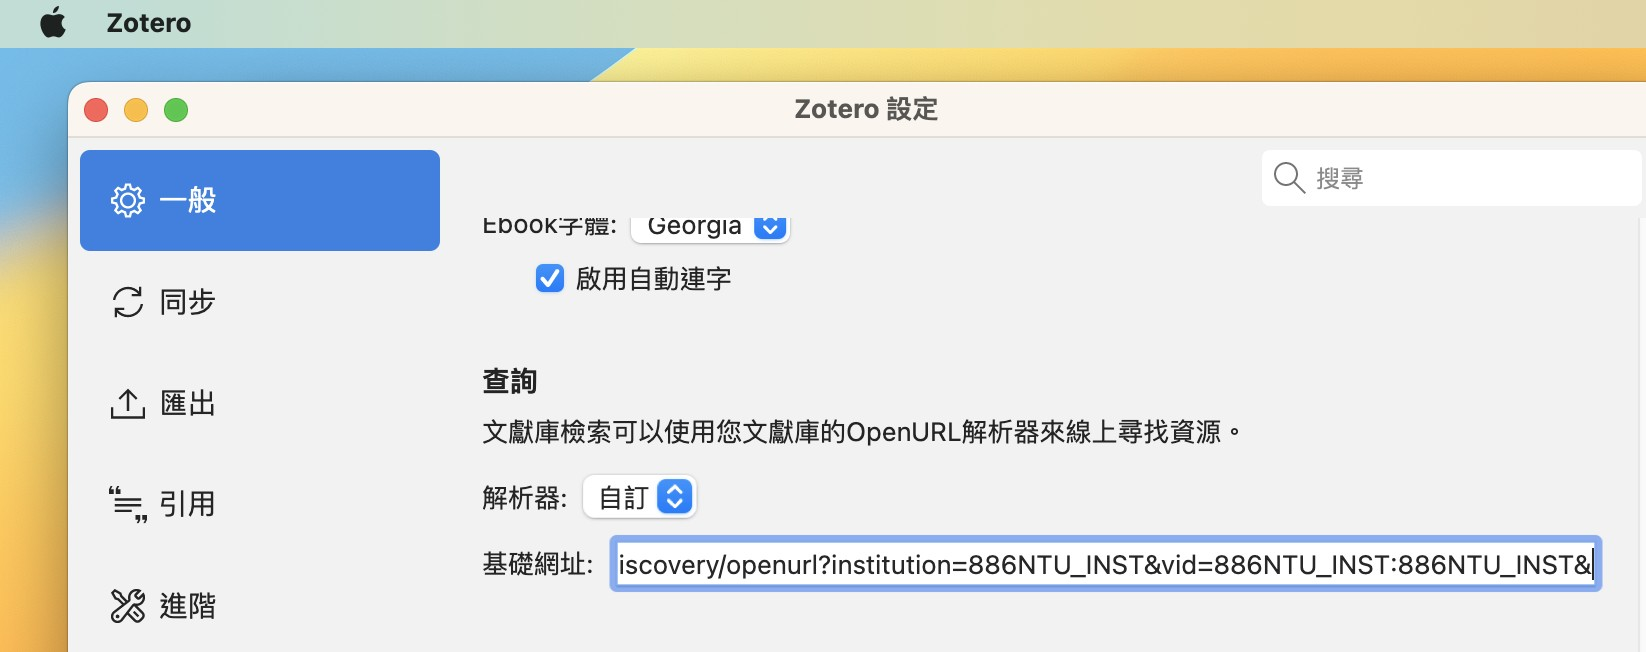 Zotero
Zotero 設定
搜尋
一般
同步
匯出
引用
進階
Ebook字體: Georgia
啟用自動連字
查詢
文獻庫檢索可以使用您文獻庫的OpenURL解析器來線上尋找資源。
解析器: 自訂
基礎網址: iscovery/openurl?institution=886NTU_INST&vid=886NTU_INST:886NTU_INST&